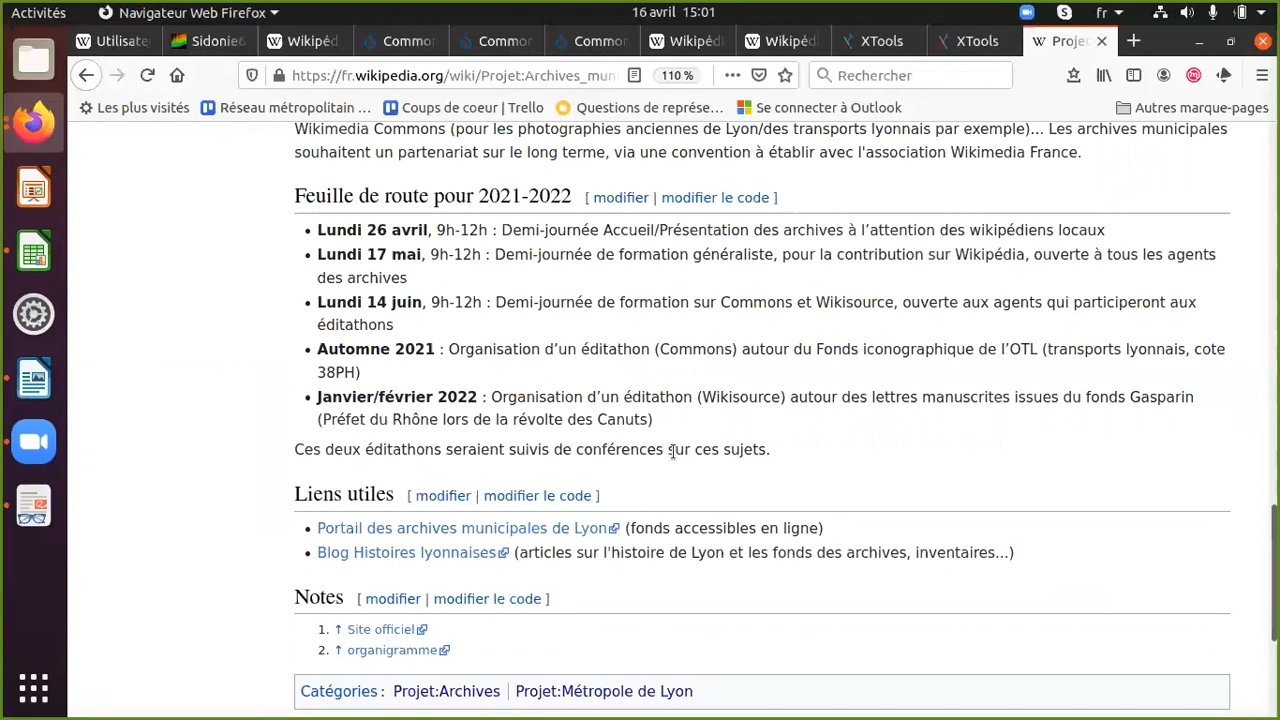 Activités Navigateur Web Firefox 16 avril 15:01 fr
Utilisate Sidonie6 Wikipéd Commor Commor Commor Wikipédi Wikipéd XTools XTools Proje
https://fr.wikipedia.org/wiki/Projet:Archives_mun 110 % Rechercher
Les plus visités Réseau métropolitain … Coups de coeur | Trello Questions de représe… Se connecter à Outlook Autres marque-pages
Wikimedia Commons (pour les photographies anciennes de Lyon/des transports lyonnais par exemple)... Les archives municipales
souhaitent un partenariat sur le long terme, via une convention à établir avec l'association Wikimedia France.
Feuille de route pour 2021-2022 [ modifier | modifier le code ]
• Lundi 26 avril, 9h-12h : Demi-journée Accueil/Présentation des archives à l’attention des wikipédiens locaux
• Lundi 17 mai, 9h-12h : Demi-journée de formation généraliste, pour la contribution sur Wikipédia, ouverte à tous les agents
des archives
• Lundi 14 juin, 9h-12h : Demi-journée de formation sur Commons et Wikisource, ouverte aux agents qui participeront aux
éditathons
• Automne 2021 : Organisation d’un éditathon (Commons) autour du Fonds iconographique de l’OTL (transports lyonnais, cote
38PH)
• Janvier/février 2022 : Organisation d’un éditathon (Wikisource) autour des lettres manuscrites issues du fonds Gasparin
(Préfet du Rhône lors de la révolte des Canuts)
Ces deux éditathons seraient suivis de conférences sur ces sujets.
Liens utiles [ modifier | modifier le code ]
• Portail des archives municipales de Lyon (fonds accessibles en ligne)
• Blog Histoires lyonnaises (articles sur l'histoire de Lyon et les fonds des archives, inventaires...)
Notes [ modifier | modifier le code ]
1. ↑ Site officiel
2. ↑ organigramme
Catégories : Projet:Archives | Projet:Métropole de Lyon